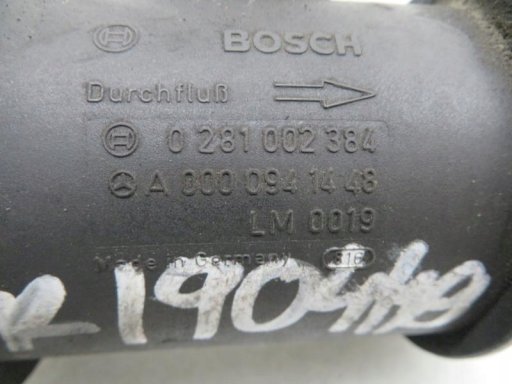 BOSCH
Durchfluß
0 281 002 384
A 000 094 14 48
LM 0019
Made in Germany